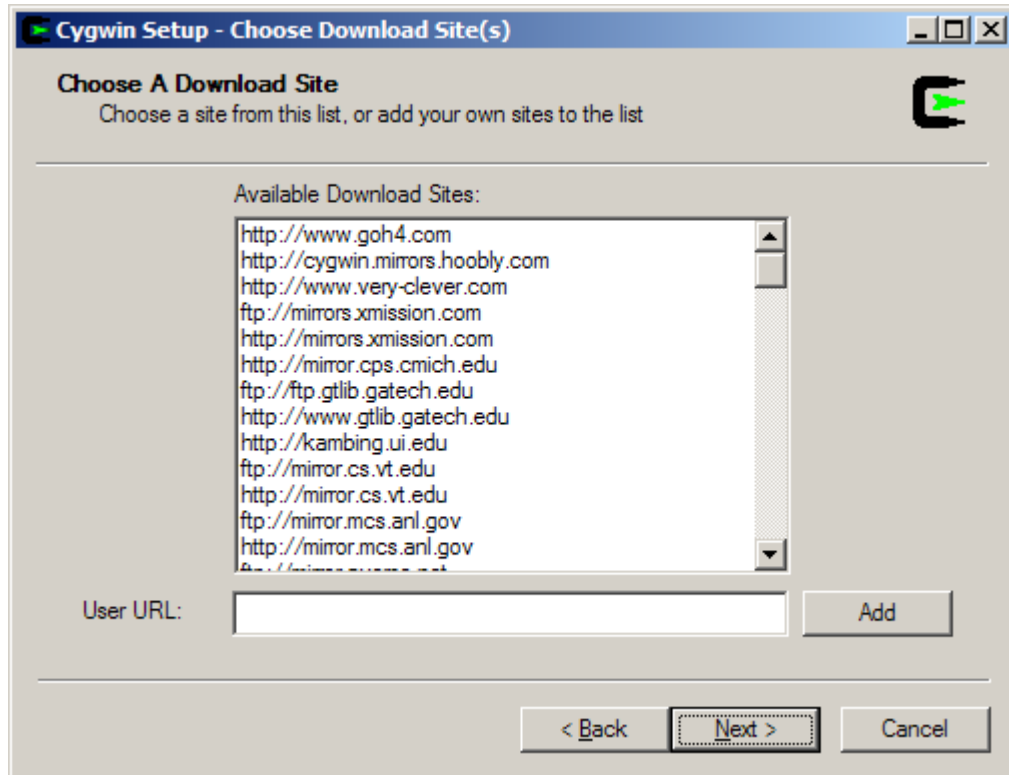 Cygwin Setup - Choose Download Site(s)
Choose A Download Site
Choose a site from this list, or add your own sites to the list
Available Download Sites:
http://www.goh4.com
http://cygwin.mirrors.hoobly.com
http://www.very-clever.com
ftp://mirrors.xmission.com
http://mirrors.xmission.com
http://mirror.cps.cmich.edu
ftp://ftp.gtlib.gatech.edu
http://www.gtlib.gatech.edu
http://kambing.ui.edu
ftp://mirror.cs.vt.edu
http://mirror.cs.vt.edu
ftp://mirror.mcs.anl.gov
http://mirror.mcs.anl.gov
User URL:
Add
< Back
Next >
Cancel